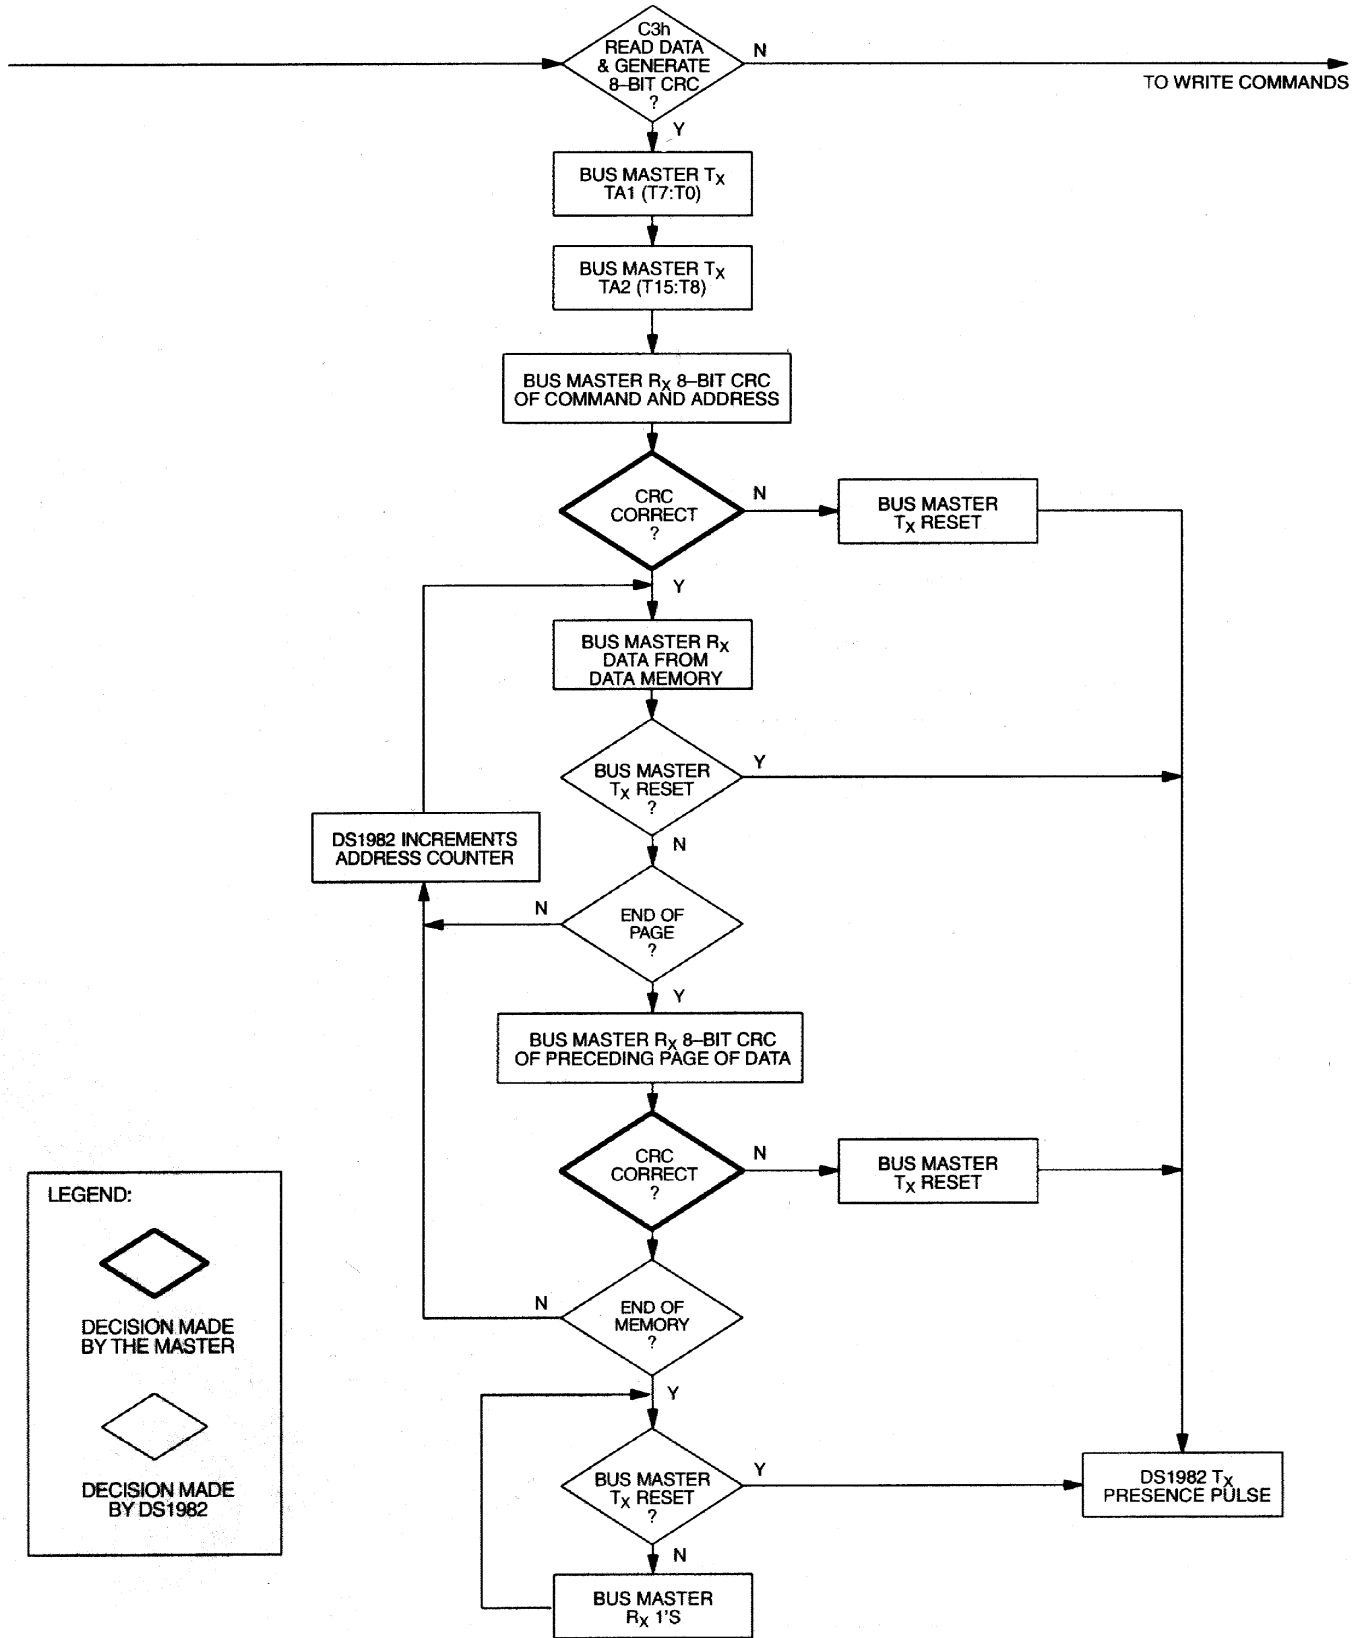 C3h
READ DATA
& GENERATE
8–BIT CRC
?
N
TO WRITE COMMANDS
Y
BUS MASTER TX
TA1 (T7:T0)
BUS MASTER TX
TA2 (T15:T8)
BUS MASTER RX 8–BIT CRC
OF COMMAND AND ADDRESS
CRC
CORRECT
?
N
BUS MASTER
TX RESET
Y
BUS MASTER RX
DATA FROM
DATA MEMORY
BUS MASTER
TX RESET
?
Y
N
DS1982 INCREMENTS
ADDRESS COUNTER
END OF
PAGE
?
N
Y
BUS MASTER RX 8–BIT CRC
OF PRECEDING PAGE OF DATA
CRC
CORRECT
?
N
BUS MASTER
TX RESET
END OF
MEMORY
?
N
Y
BUS MASTER
TX RESET
?
Y
DS1982 TX
PRESENCE PULSE
N
BUS MASTER
RX 1'S
LEGEND:
DECISION MADE
BY THE MASTER
DECISION MADE
BY DS1982